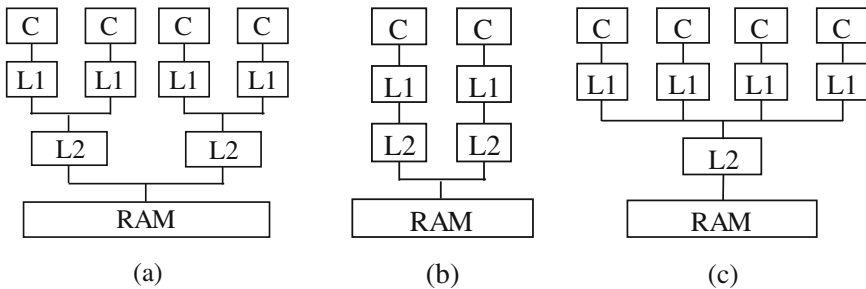 C C C C C C C C C C
L1 L1 L1 L1 L1 L1 L1 L1 L1 L1
L2 L2 L2 L2 L2
RAM RAM RAM
(a) (b) (c)